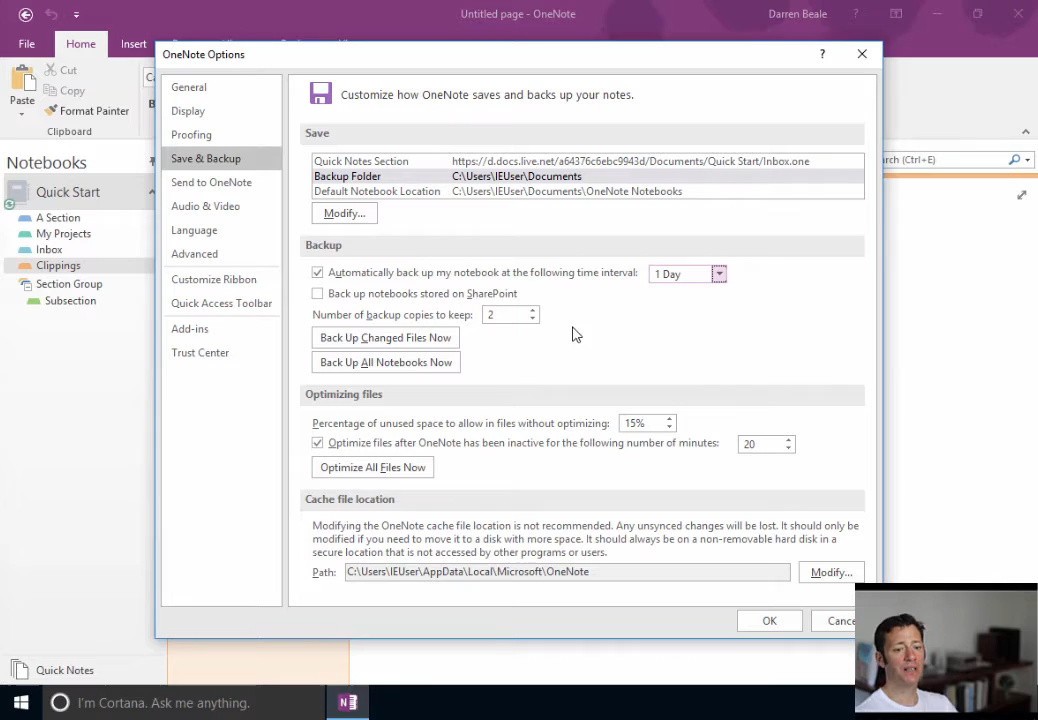 Untitled page - OneNote
Darren Beale
?
File
Home
Insert
Paste
Cut
Copy
Format Painter
Clipboard
B
OneNote Options
?
Notebooks
Quick Start
A Section
My Projects
Inbox
Clippings
Section Group
Subsection
Quick Notes
General
Display
Proofing
Save & Backup
Send to OneNote
Audio & Video
Language
Advanced
Customize Ribbon
Quick Access Toolbar
Add-ins
Trust Center
Customize how OneNote saves and backs up your notes.
Save
Quick Notes Section https://d.docs.live.net/a64376c6ebc9943d/Documents/Quick Start/Inbox.one
Backup Folder C:\Users\IEUser\Documents
Default Notebook Location C:\Users\IEUser\Documents\OneNote Notebooks
Modify...
Backup
Automatically back up my notebook at the following time interval: 1 Day
Back up notebooks stored on SharePoint
Number of backup copies to keep: 2
Back Up Changed Files Now
Back Up All Notebooks Now
Optimizing files
Percentage of unused space to allow in files without optimizing: 15%
Optimize files after OneNote has been inactive for the following number of minutes: 20
Optimize All Files Now
Cache file location
Modifying the OneNote cache file location is not recommended. Any unsynced changes will be lost. It should only be
modified if you need to move it to a disk with more space. It should always be on a non-removable hard disk in a
secure location that is not accessed by other programs or users.
Path: C:\Users\IEUser\AppData\Local\Microsoft\OneNote
Modify...
OK
Cance
rch (Ctrl+E)
I'm Cortana. Ask me anything.